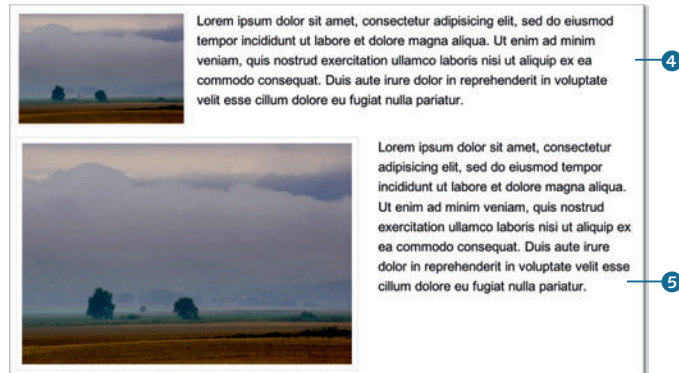 Lorem ipsum dolor sit amet, consectetur adipisicing elit, sed do eiusmod
tempor incididunt ut labore et dolore magna aliqua. Ut enim ad minim
veniam, quis nostrud exercitation ullamco laboris nisi ut aliquip ex ea
commodo consequat. Duis aute irure dolor in reprehenderit in voluptate
velit esse cillum dolore eu fugiat nulla pariatur.
4
Lorem ipsum dolor sit amet, consectetur
adipisicing elit, sed do eiusmod tempor
incididunt ut labore et dolore magna aliqua.
Ut enim ad minim veniam, quis nostrud
exercitation ullamco laboris nisi ut aliquip ex
ea commodo consequat. Duis aute irure
dolor in reprehenderit in voluptate velit esse
cillum dolore eu fugiat nulla pariatur.
5